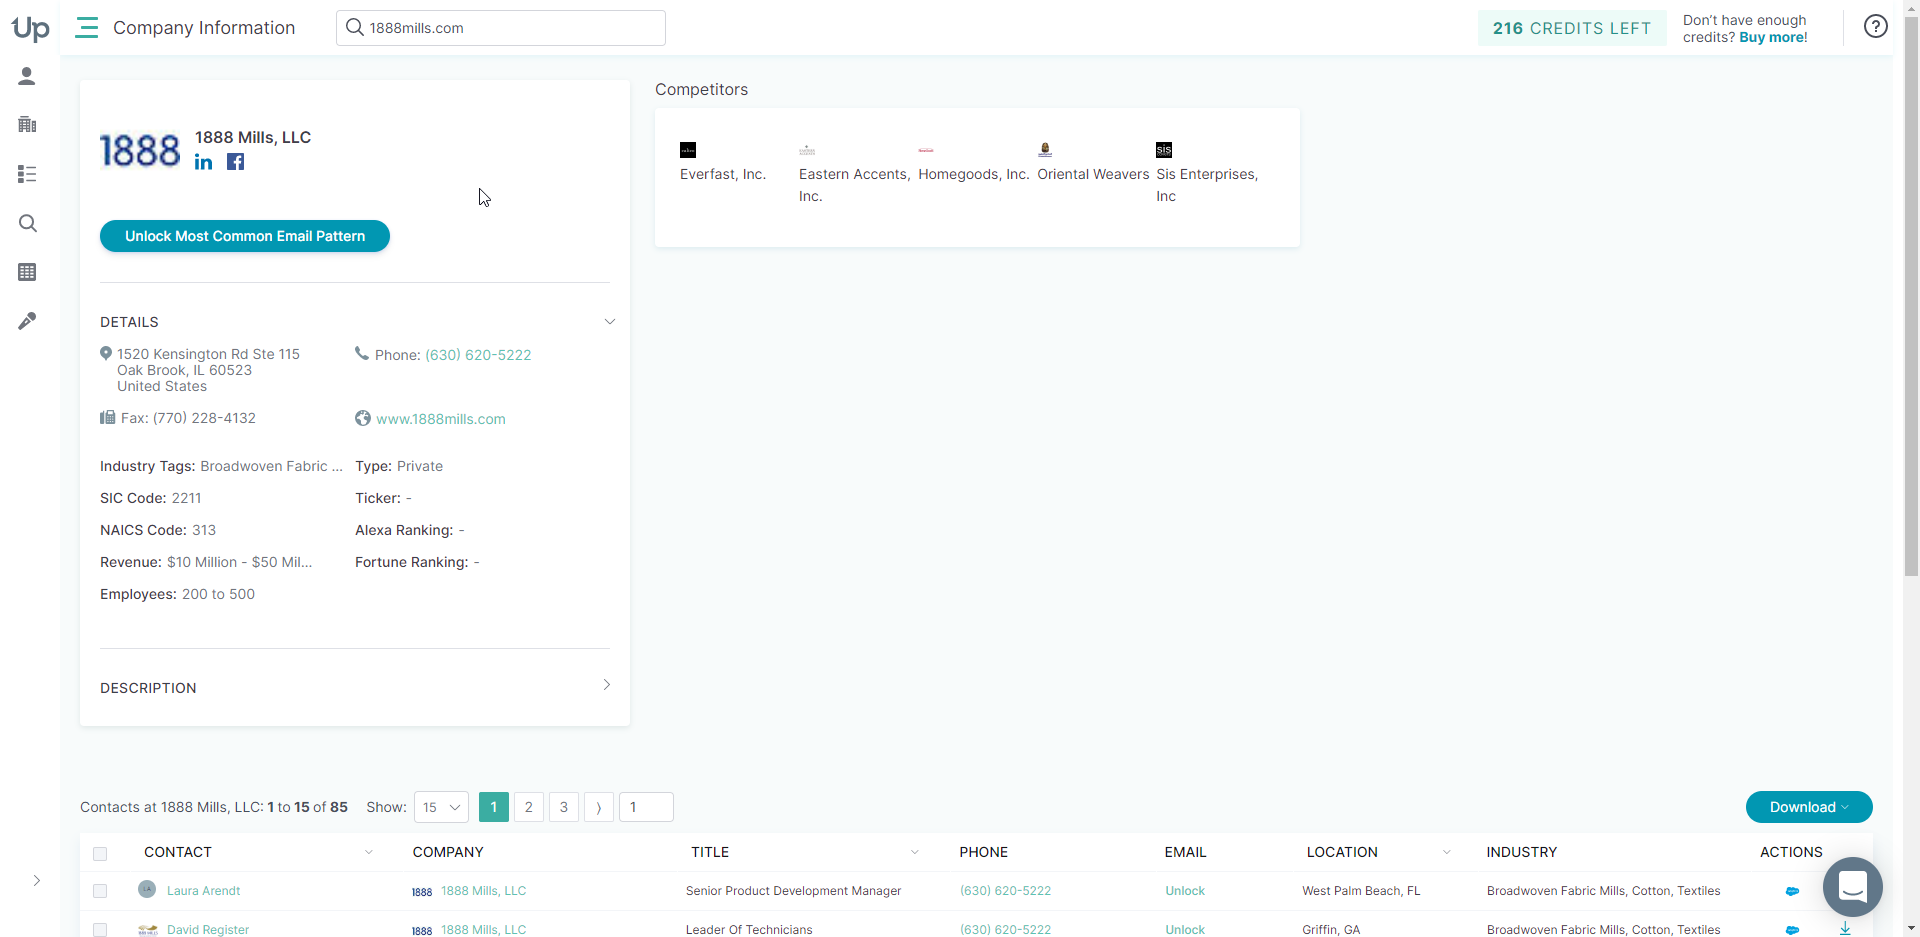 Up
Company Information
1888mills.com
216 CREDITS LEFT
Don't have enough
credits? Buy more!
?
1888
1888 Mills, LLC
in f
Unlock Most Common Email Pattern
DETAILS
1520 Kensington Rd Ste 115
Oak Brook, IL 60523
United States
Phone: (630) 620-5222
Fax: (770) 228-4132
www.1888mills.com
Industry Tags: Broadwoven Fabric ...
Type: Private
SIC Code: 2211
Ticker: -
NAICS Code: 313
Alexa Ranking: -
Revenue: $10 Million - $50 Mil...
Fortune Ranking: -
Employees: 200 to 500
DESCRIPTION
Competitors
Everfast, Inc.
Eastern Accents,
Inc.
Homegoods, Inc.
Oriental Weavers
sis
Sis Enterprises,
Inc
Contacts at 1888 Mills, LLC: 1 to 15 of 85 Show: 15 1 2 3 ⟩ 1
Download
CONTACT COMPANY TITLE PHONE EMAIL LOCATION INDUSTRY ACTIONS
LA Laura Arendt 1888 1888 Mills, LLC Senior Product Development Manager (630) 620-5222 Unlock West Palm Beach, FL Broadwoven Fabric Mills, Cotton, Textiles
David Register 1888 1888 Mills, LLC Leader Of Technicians (630) 620-5222 Unlock Griffin, GA Broadwoven Fabric Mills, Cotton, Textiles